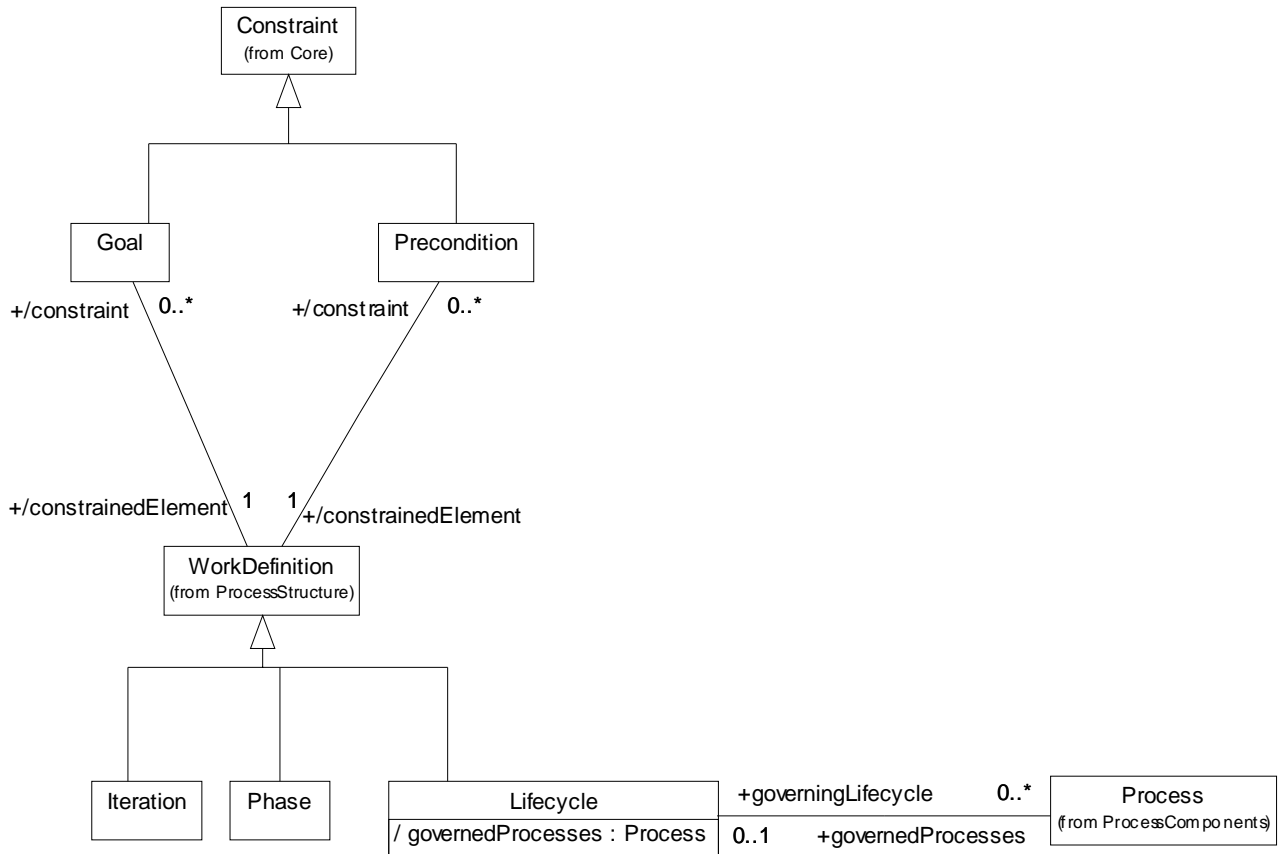 Constraint
(from Core)
Goal
Precondition
+/constraint
0..*
+/constraint
0..*
+/constrainedElement
1
1
+/constrainedElement
WorkDefinition
(from ProcessStructure)
Iteration
Phase
Lifecycle
/ governedProcesses : Process
+governingLifecycle
0..*
0..1
+governedProcesses
Process
(from ProcessComponents)